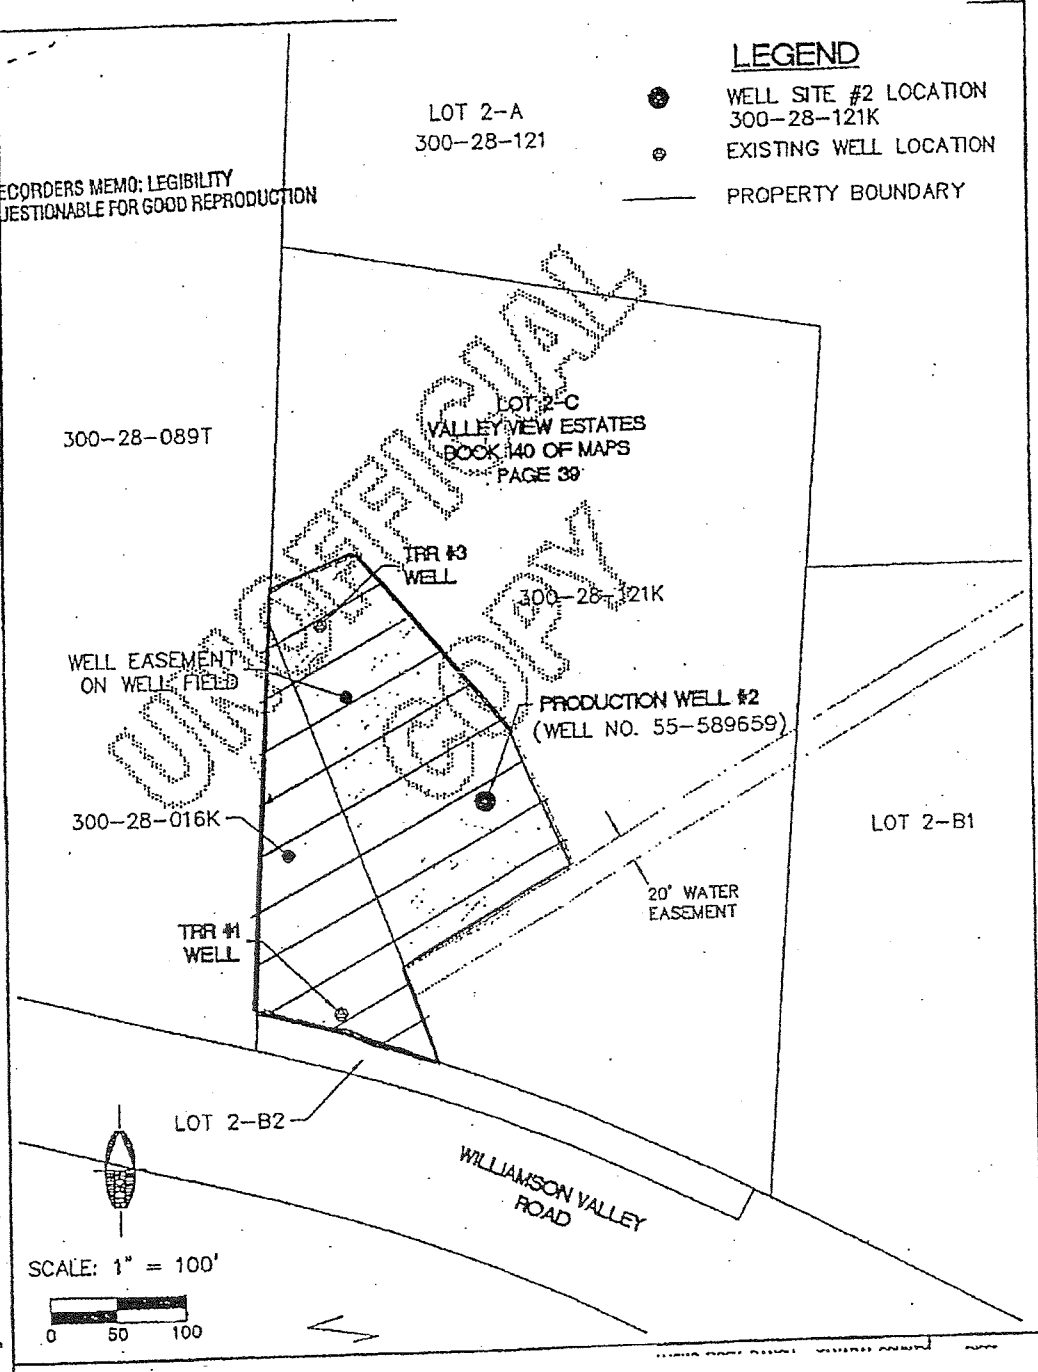 LEGEND
WELL SITE #2 LOCATION
300-28-121K
EXISTING WELL LOCATION
PROPERTY BOUNDARY
LOT 2-A
300-28-121
ECORDERS MEMO: LEGIBILITY
UESTIONABLE FOR GOOD REPRODUCTION
UNOFFICIAL
COPY
300-28-089T
LOT 2-C
VALLEY VIEW ESTATES
BOOK 140 OF MAPS
PAGE 39
TRR #3
WELL
300-28-121K
WELL EASEMENT
ON WELL FIELD
PRODUCTION WELL #2
(WELL NO. 55-589659)
300-28-016K
LOT 2-B1
20' WATER
EASEMENT
TRR #1
WELL
LOT 2-B2
WILLIAMSON VALLEY
ROAD
SCALE: 1" = 100'
0 50 100